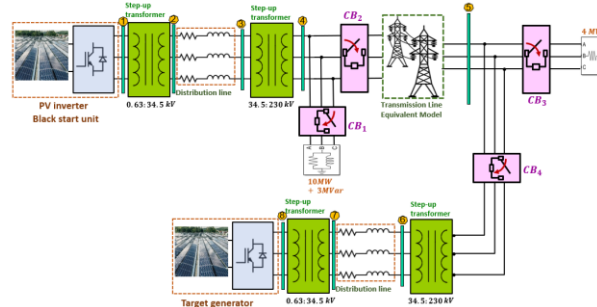 Step-up
transformer
Step-up
transformer
1
2
3
4
5
CB2
4 M
A
B
C
CB3
PV inverter
Black start unit
0.63:34.5 kV
Distribution line
34.5:230 kV
Transmission Line
Equivalent Model
CB1
A B C
10MW
+ 3MVar
CB4
Step-up
transformer
Step-up
transformer
8
7
6
Distribution line
Target generator
0.63:34.5 kV
34.5:230 kV